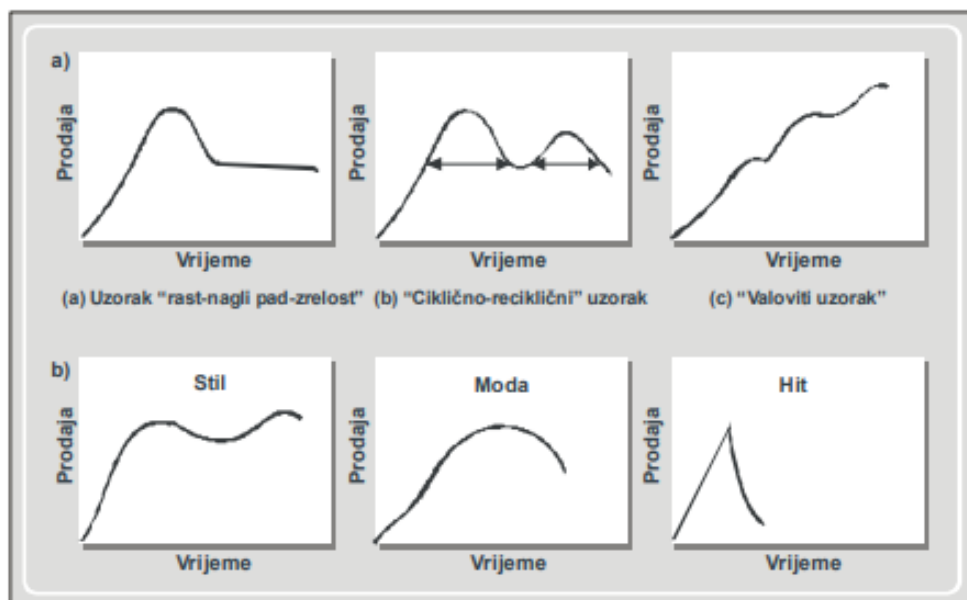 a)
Prodaja
Vrijeme
Prodaja
Vrijeme
Prodaja
Vrijeme
(a) Uzorak “rast-nagli pad-zrelost”
(b) “Ciklično-reciklični” uzorak
(c) “Valoviti uzorak”
b)
Stil
Prodaja
Vrijeme
Moda
Prodaja
Vrijeme
Hit
Prodaja
Vrijeme